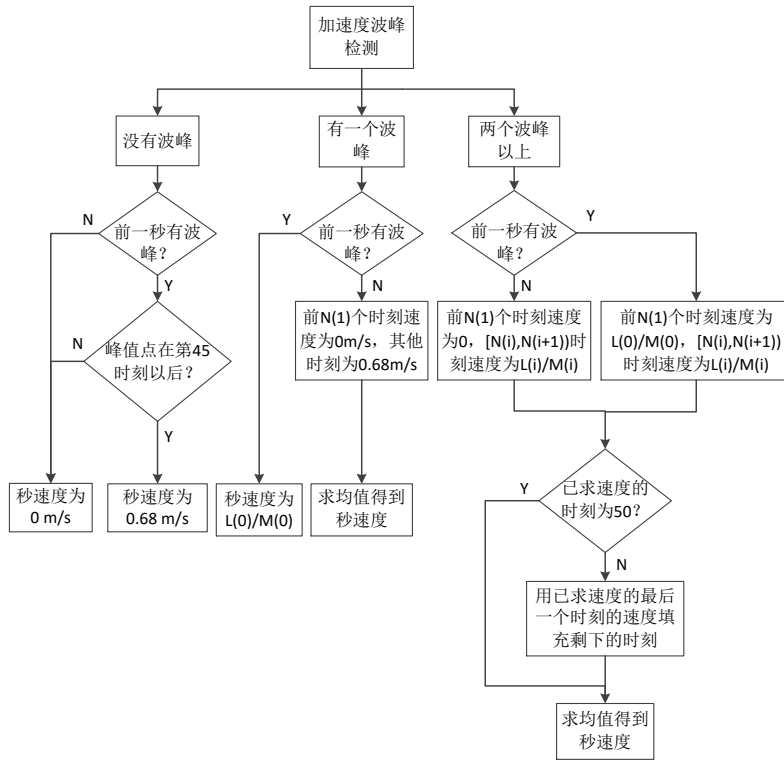 加速度波峰
检测
没有波峰
有一个波
峰
两个波峰
以上
N
前一秒有波
峰？
Y
Y
前一秒有波
峰？
N
前一秒有波
峰？
Y
N
N
峰值点在第45
时刻以后？
Y
前N(1)个时刻速
度为0m/s，其他
时刻为0.68m/s
前N(1)个时刻速度
为0，[N(i),N(i+1))时
刻速度为L(i)/M(i)
前N(1)个时刻速度为
L(0)/M(0)，[N(i),N(i+1))
时刻速度为L(i)/M(i)
秒速度为
0 m/s
秒速度为
0.68 m/s
秒速度为
L(0)/M(0)
求均值得到
秒速度
Y
已求速度的
时刻为50？
N
用已求速度的最后
一个时刻的速度填
充剩下的时刻
求均值得到
秒速度